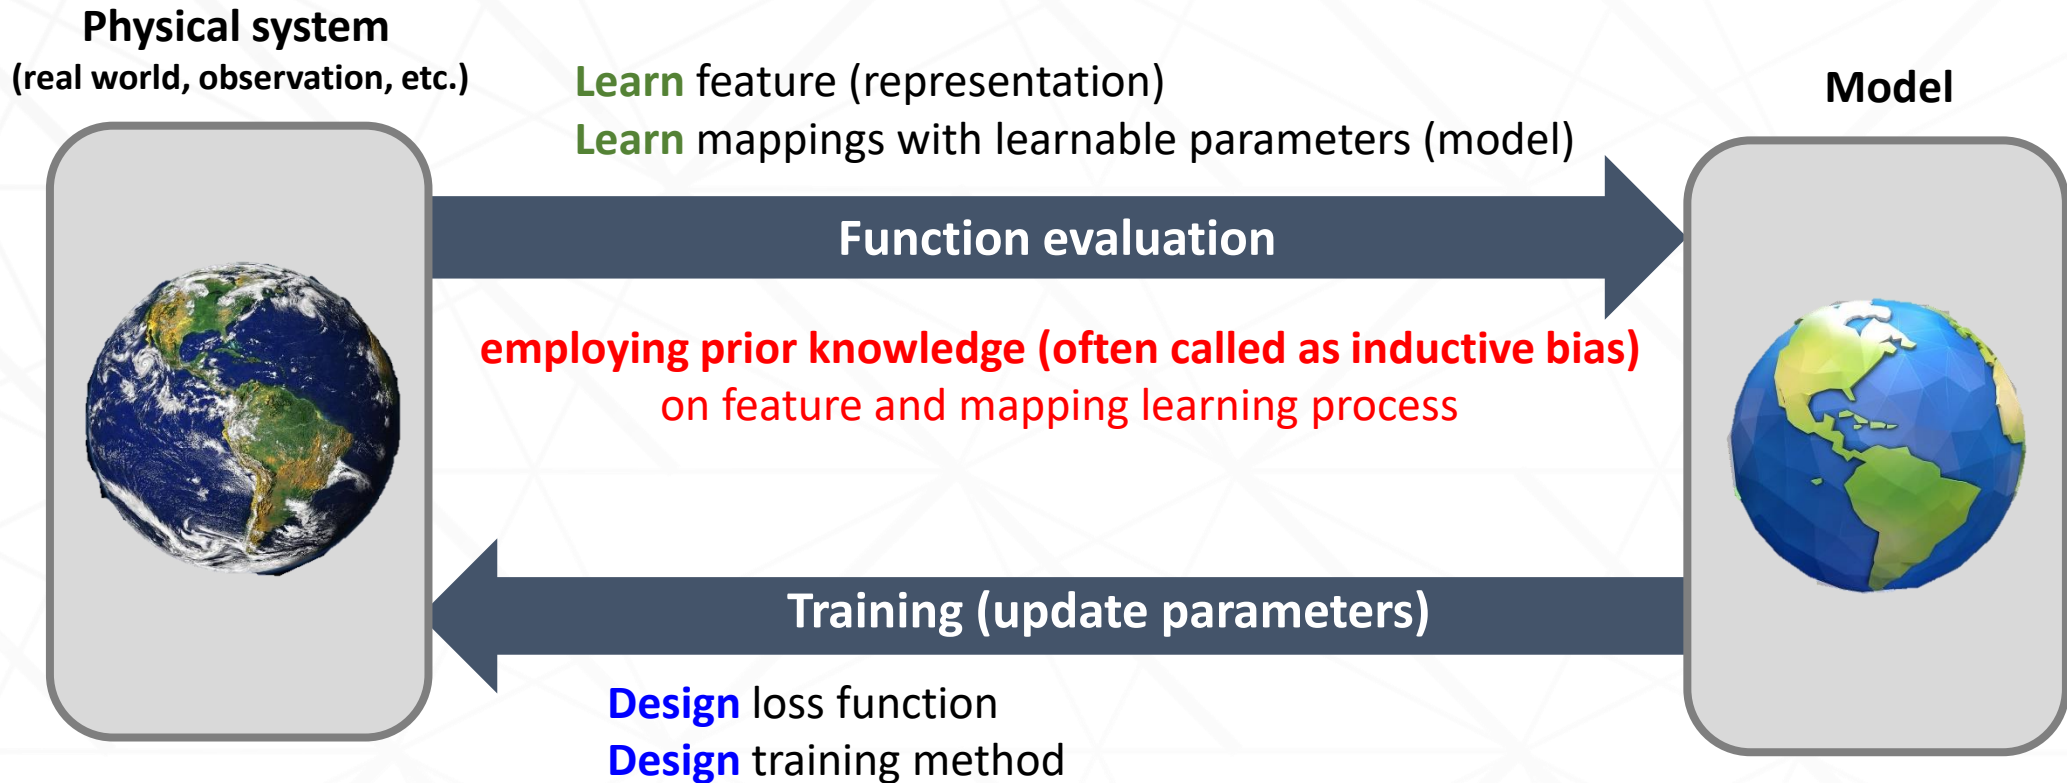 Physical system
(real world, observation, etc.)
Learn feature (representation)
Learn mappings with learnable parameters (model)
Model
Function evaluation
employing prior knowledge (often called as inductive bias)
on feature and mapping learning process
Training (update parameters)
Design loss function
Design training method